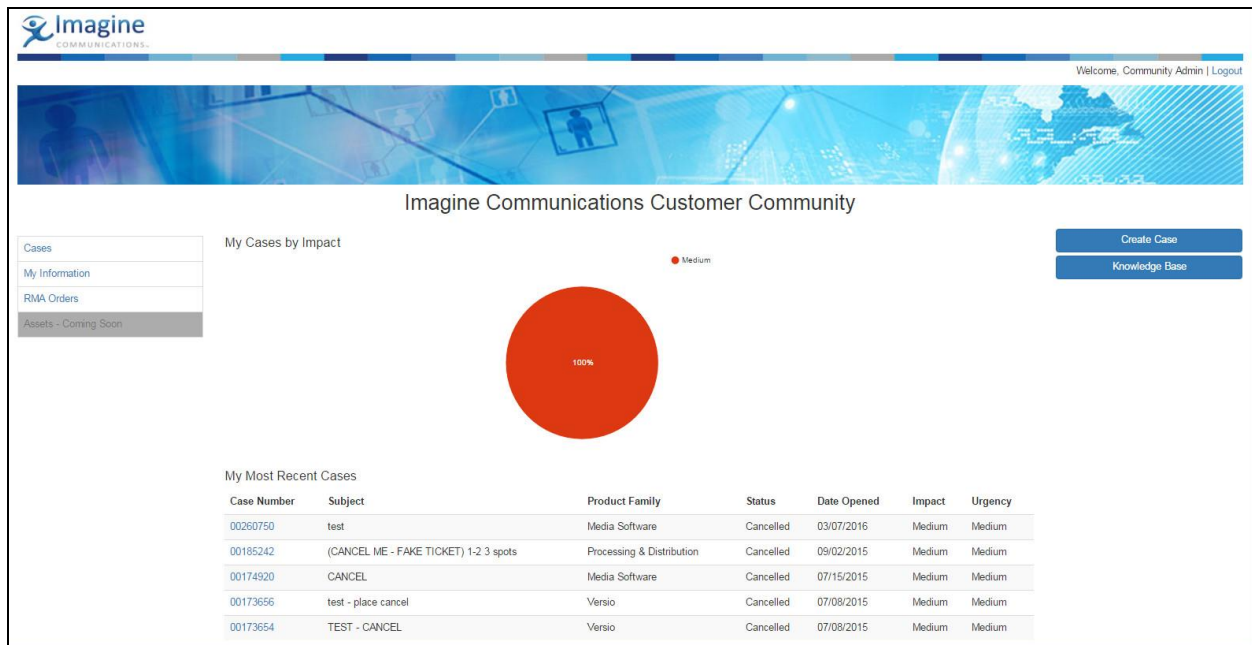 Imagine
COMMUNICATIONS.
Welcome, Community Admin | Logout
Imagine Communications Customer Community
Cases
My Information
RMA Orders
Assets - Coming Soon
My Cases by Impact
Medium
100%
Create Case
Knowledge Base
My Most Recent Cases
Case Number Subject Product Family Status Date Opened Impact Urgency
00260750 test Media Software Cancelled 03/07/2016 Medium Medium
00185242 (CANCEL ME - FAKE TICKET) 1-2 3 spots Processing & Distribution Cancelled 09/02/2015 Medium Medium
00174920 CANCEL Media Software Cancelled 07/15/2015 Medium Medium
00173656 test - place cancel Versio Cancelled 07/08/2015 Medium Medium
00173654 TEST - CANCEL Versio Cancelled 07/08/2015 Medium Medium